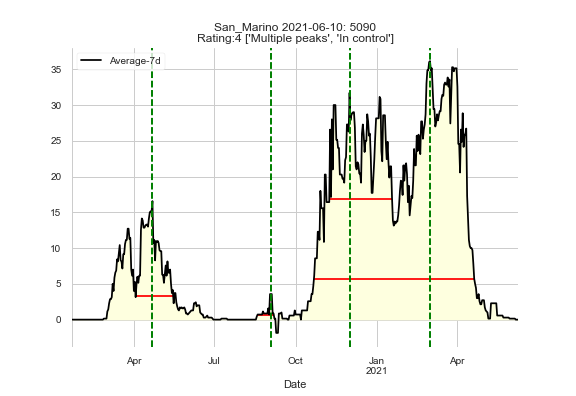 San_Marino 2021-06-10: 5090
Rating:4 ['Multiple peaks', 'In control']
Average-7d
35
30
25
20
15
10
5
0
Apr
Jul
Oct
Jan
2021
Apr
Date